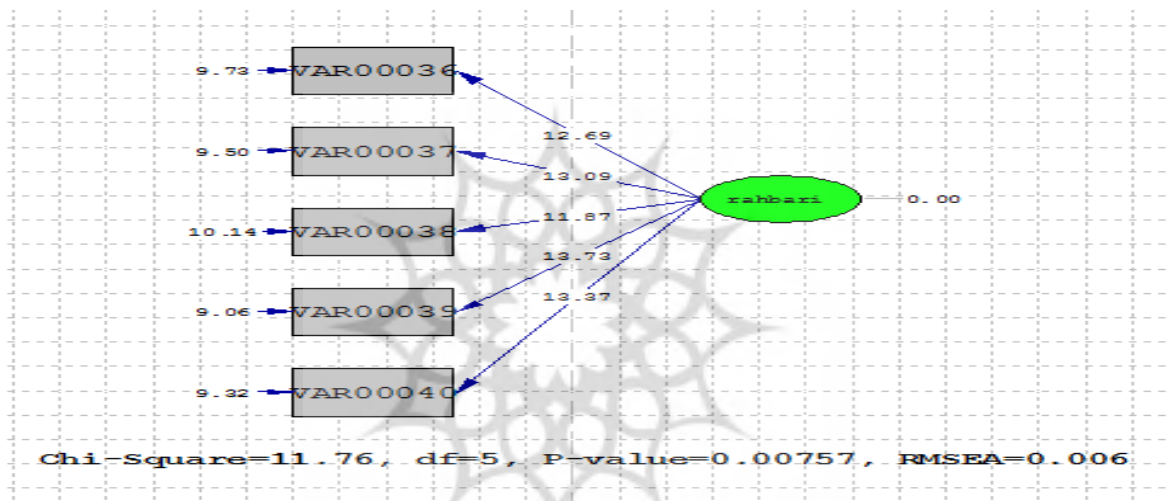 9.73 VAR00036
12.69
9.50 VAR00037
13.09
rahbari 0.00
11.87
10.14 VAR00038
13.73
13.37
9.06 VAR00039
9.32 VAR00040
Chi-Square=11.76, df=5, P-value=0.00757, RMSEA=0.006